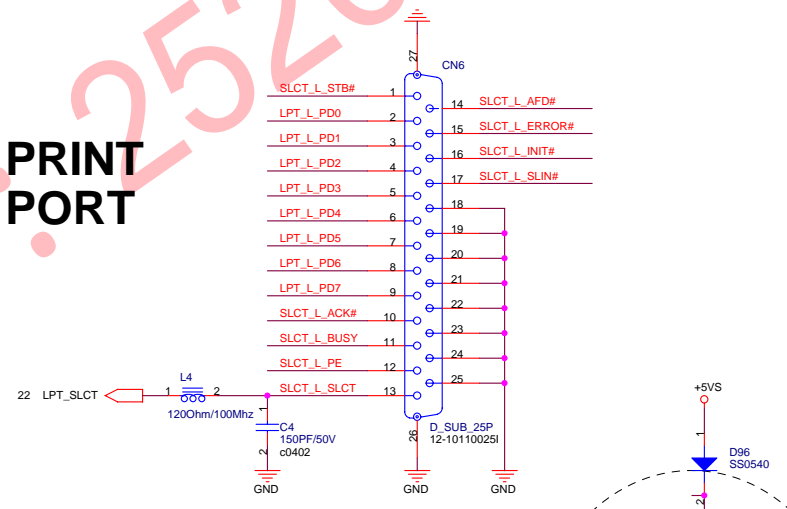 2526
PRINT
PORT
27
CN6
SLCT_L_STB# 1
14 SLCT_L_AFD#
LPT_L_PD0 2
15 SLCT_L_ERROR#
LPT_L_PD1 3
16 SLCT_L_INIT#
LPT_L_PD2 4
17 SLCT_L_SLIN#
LPT_L_PD3 5
18
LPT_L_PD4 6
19
LPT_L_PD5 7
20
LPT_L_PD6 8
21
LPT_L_PD7 9
22
SLCT_L_ACK# 10
23
SLCT_L_BUSY 11
24
SLCT_L_PE 12
25
SLCT_L_SLCT 13
22 LPT_SLCT
L4
1 2
120Ohm/100Mhz
1
C4
150PF/50V
c0402
2
GND
26
D_SUB_25P
12-10110025I
GND
GND
+5VS
1
D96
SS0540
2